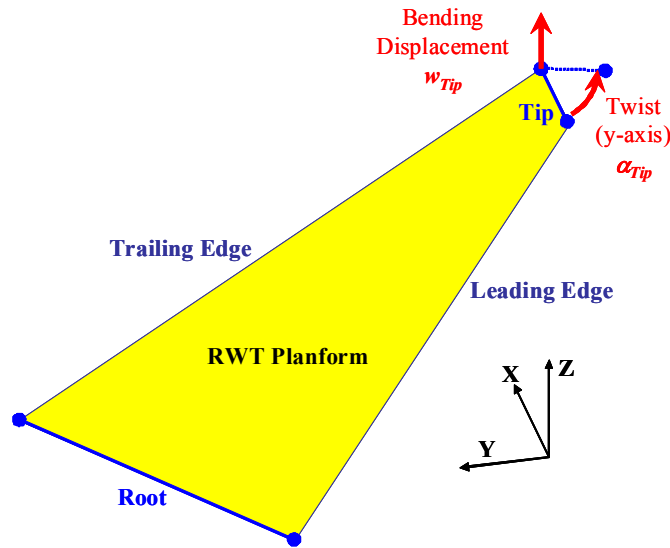 Bending
Displacement
w_Tip
Tip
Twist
(y-axis)
α_Tip
Trailing Edge
Leading Edge
RWT Planform
X
Z
Y
Root